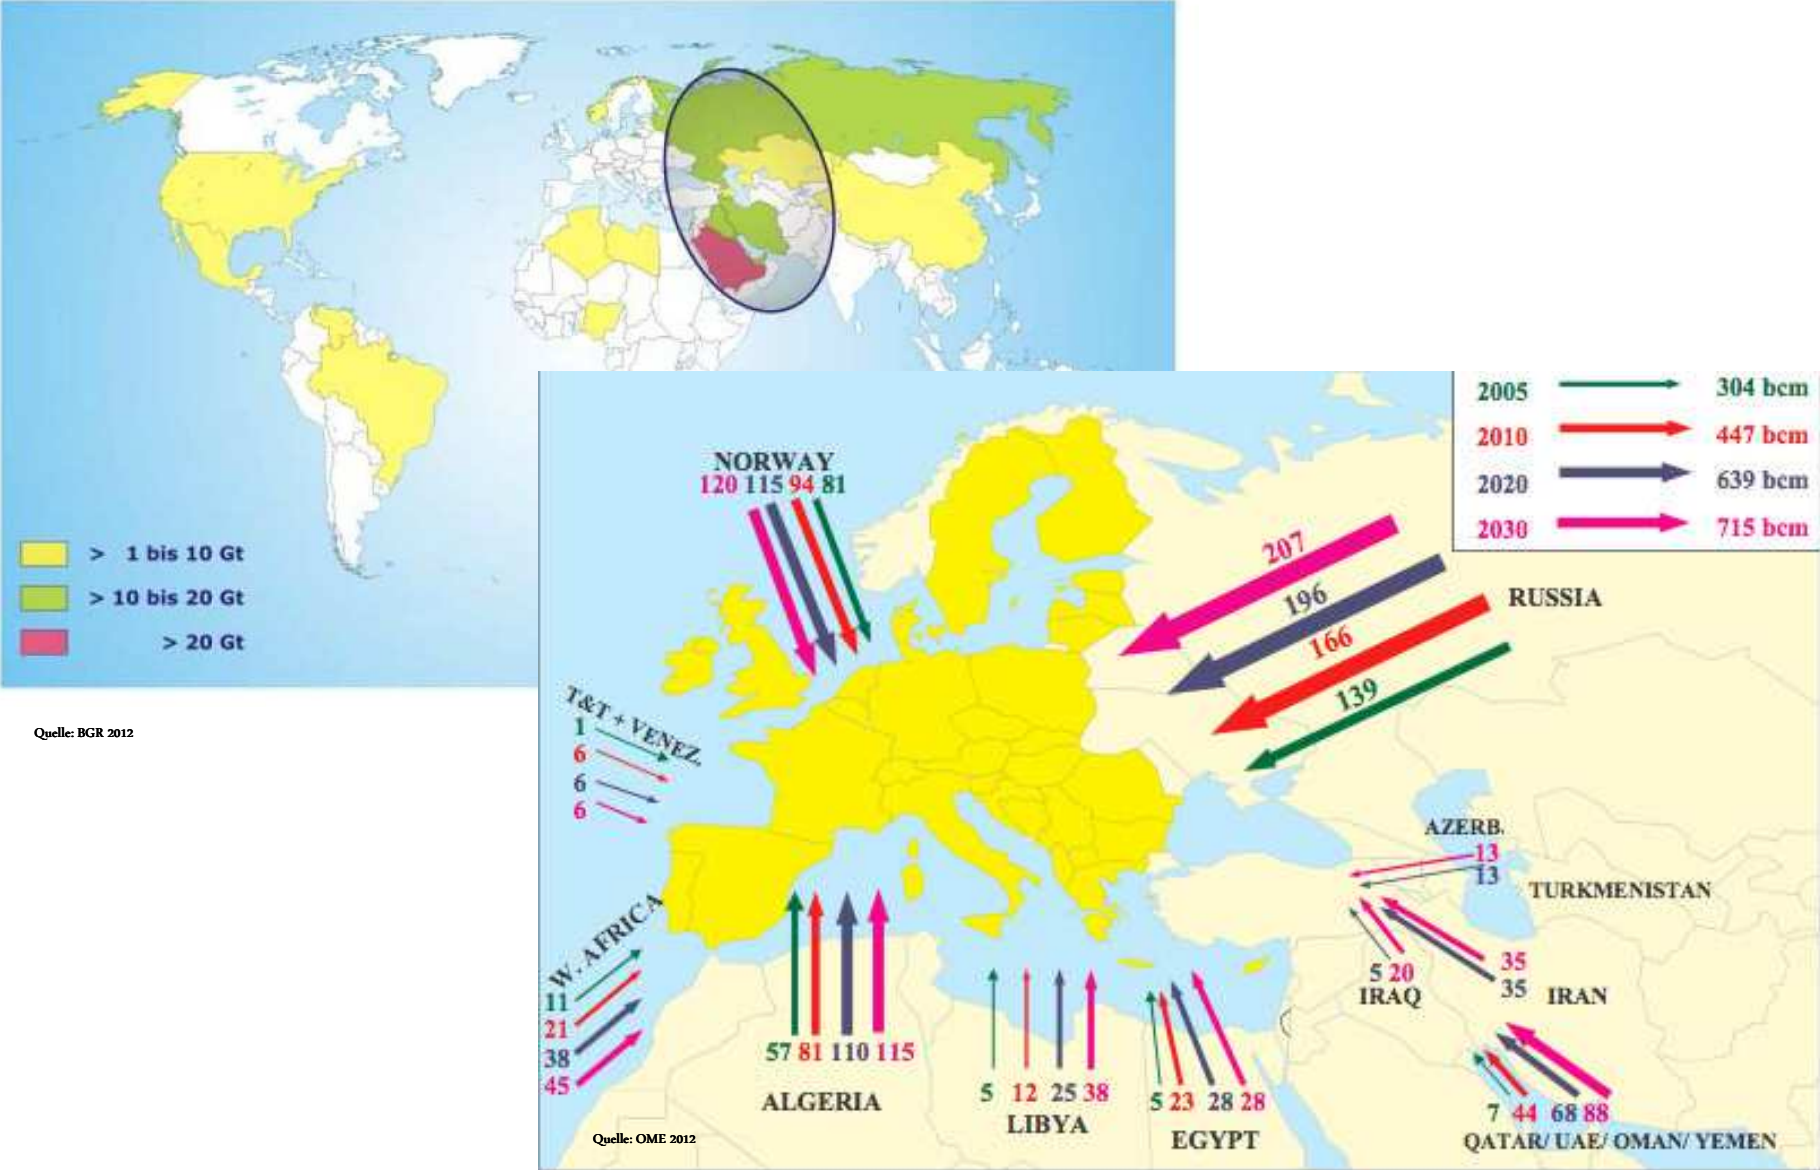 > 1 bis 10 Gt
> 10 bis 20 Gt
> 20 Gt
Quelle: BGR 2012
2005 304 bcm
2010 447 bcm
2020 639 bcm
2030 715 bcm
NORWAY
120 115 94 81
207
196
166
139
RUSSIA
T&T + VENEZ.
1
6
6
6
AZERB.
13
13
TURKMENISTAN
W. AFRICA
11
21
38
45
57 81 110 115
ALGERIA
5 12 25 38
LIBYA
5 23 28 28
EGYPT
5 20
IRAQ
35
35
IRAN
7 44 68 88
QATAR/ UAE/ OMAN/ YEMEN
Quelle: OME 2012